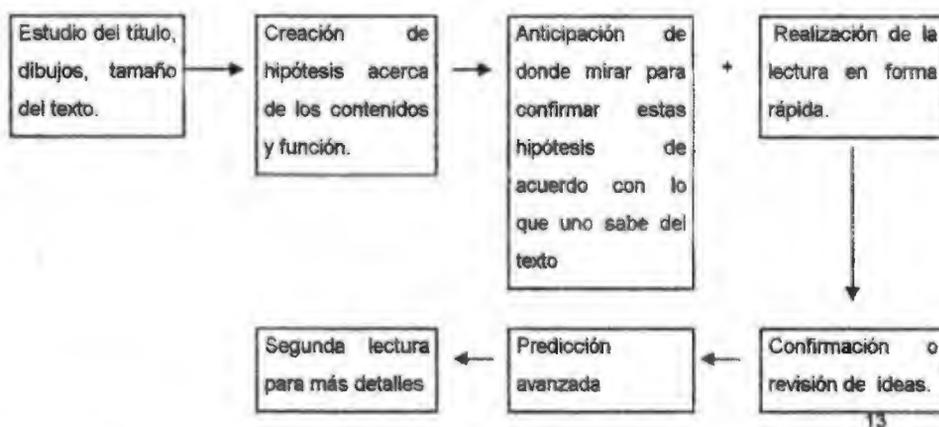 Estudio del título,
dibujos, tamaño
del texto.
Creación de
hipótesis acerca
de los contenidos
y función.
Anticipación de
donde mirar para
confirmar estas
hipótesis de
acuerdo con lo
que uno sabe del
texto
+
Realización de la
lectura en forma
rápida.
Confirmación o
revisión de ideas.
Predicción
avanzada
Segunda lectura
para más detalles
13